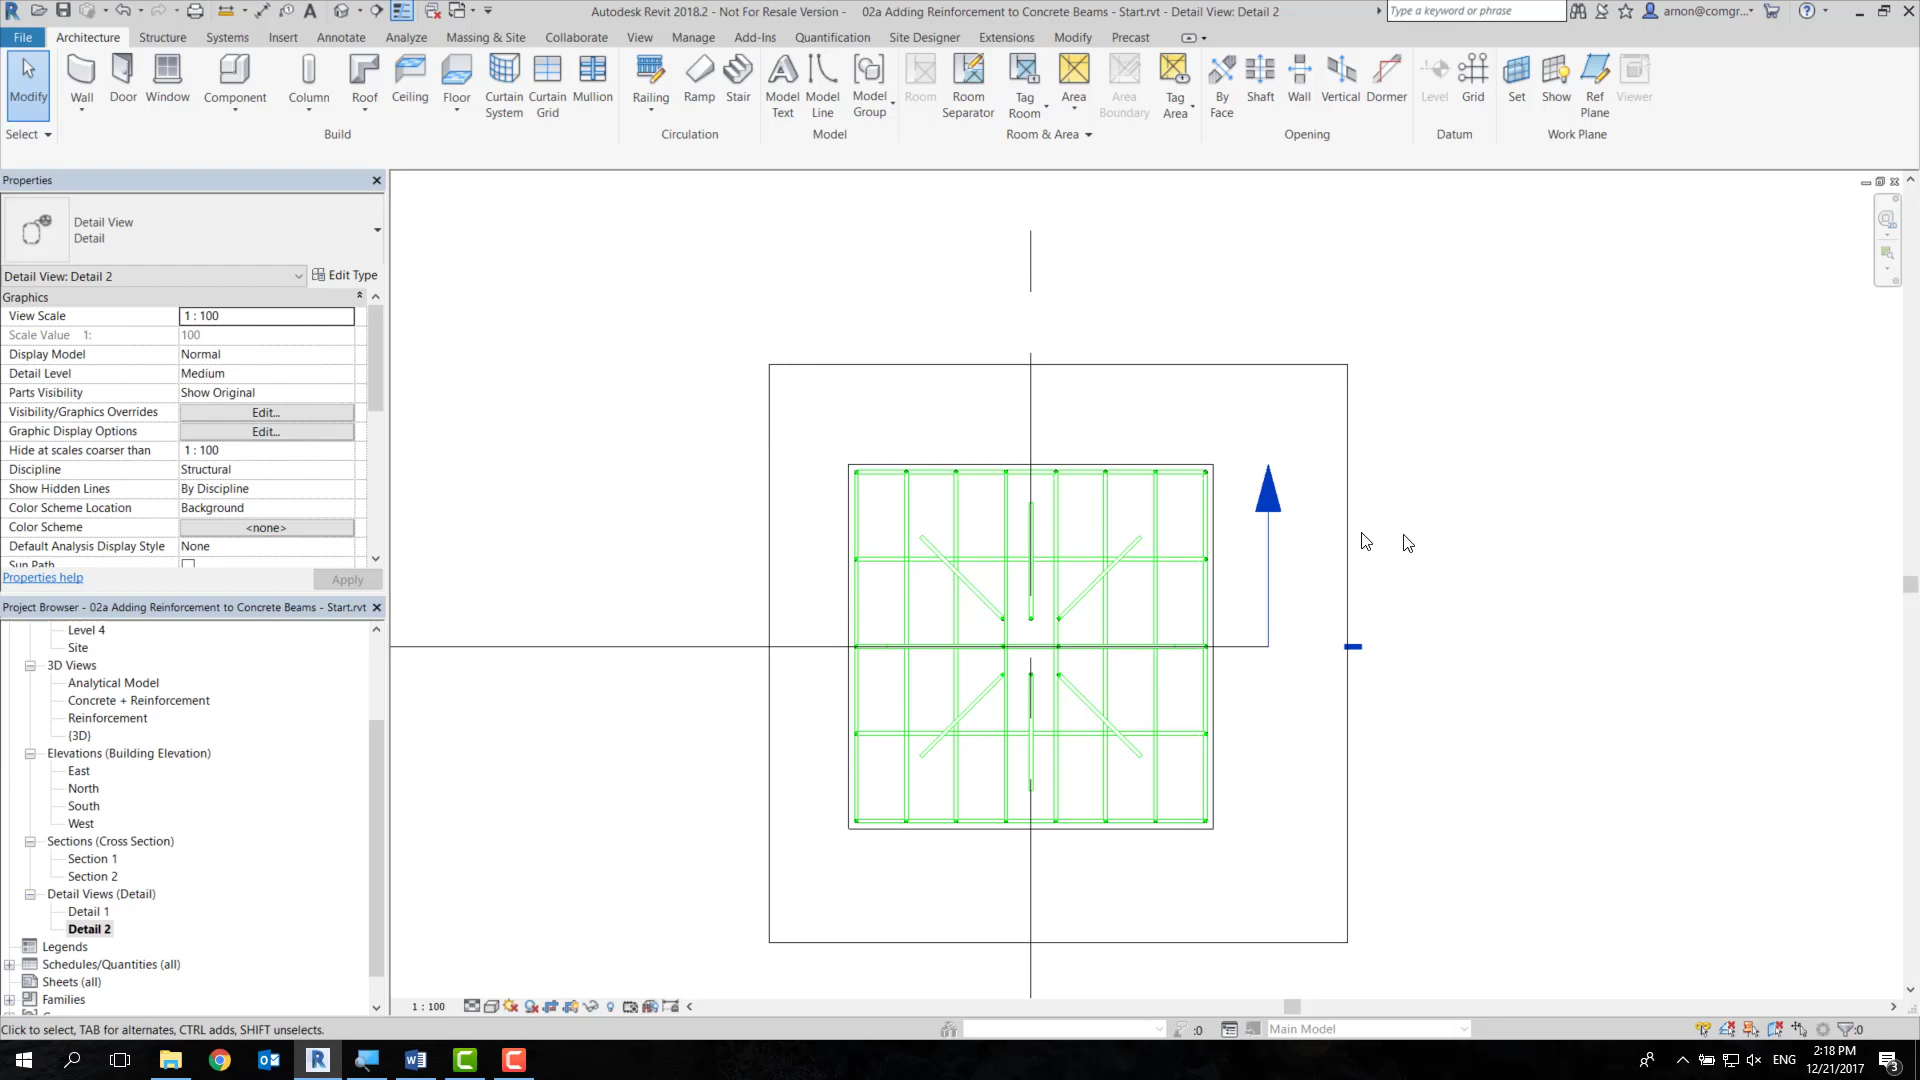 Autodesk Revit 2018.2 - Not For Resale Version - 02a Adding Reinforcement to Concrete Beams - Start.rvt - Detail View: Detail 2
Type a keyword or phrase
arnon@comgr...
File Architecture Structure Systems Insert Annotate Analyze Massing & Site Collaborate View Manage Add-Ins Quantification Site Designer Extensions Modify Precast
Modify Wall Door Window Component Column Roof Ceiling Floor Curtain System Curtain Grid Mullion Railing Ramp Stair Model Text Model Line Model Group Room Room Separator Tag Room Area Area Boundary Tag Area By Face Shaft Wall Vertical Dormer Level Grid Set Show Ref Plane Viewer
Select Build Circulation Model Room & Area Opening Datum Work Plane
Properties
Detail View
Detail
Detail View: Detail 2 Edit Type
Graphics
View Scale 1 : 100
Scale Value 1: 100
Display Model Normal
Detail Level Medium
Parts Visibility Show Original
Visibility/Graphics Overrides Edit...
Graphic Display Options Edit...
Hide at scales coarser than 1 : 100
Discipline Structural
Show Hidden Lines By Discipline
Color Scheme Location Background
Color Scheme <none>
Default Analysis Display Style None
Sun Path
Properties help Apply
Project Browser - 02a Adding Reinforcement to Concrete Beams - Start.rvt
Level 4
Site
3D Views
Analytical Model
Concrete + Reinforcement
Reinforcement
{3D}
Elevations (Building Elevation)
East
North
South
West
Sections (Cross Section)
Section 1
Section 2
Detail Views (Detail)
Detail 1
Detail 2
Legends
Schedules/Quantities (all)
Sheets (all)
Families
1 : 100
Click to select, TAB for alternates, CTRL adds, SHIFT unselects.
:0
Main Model
:0
ENG
2:18 PM
12/21/2017
3